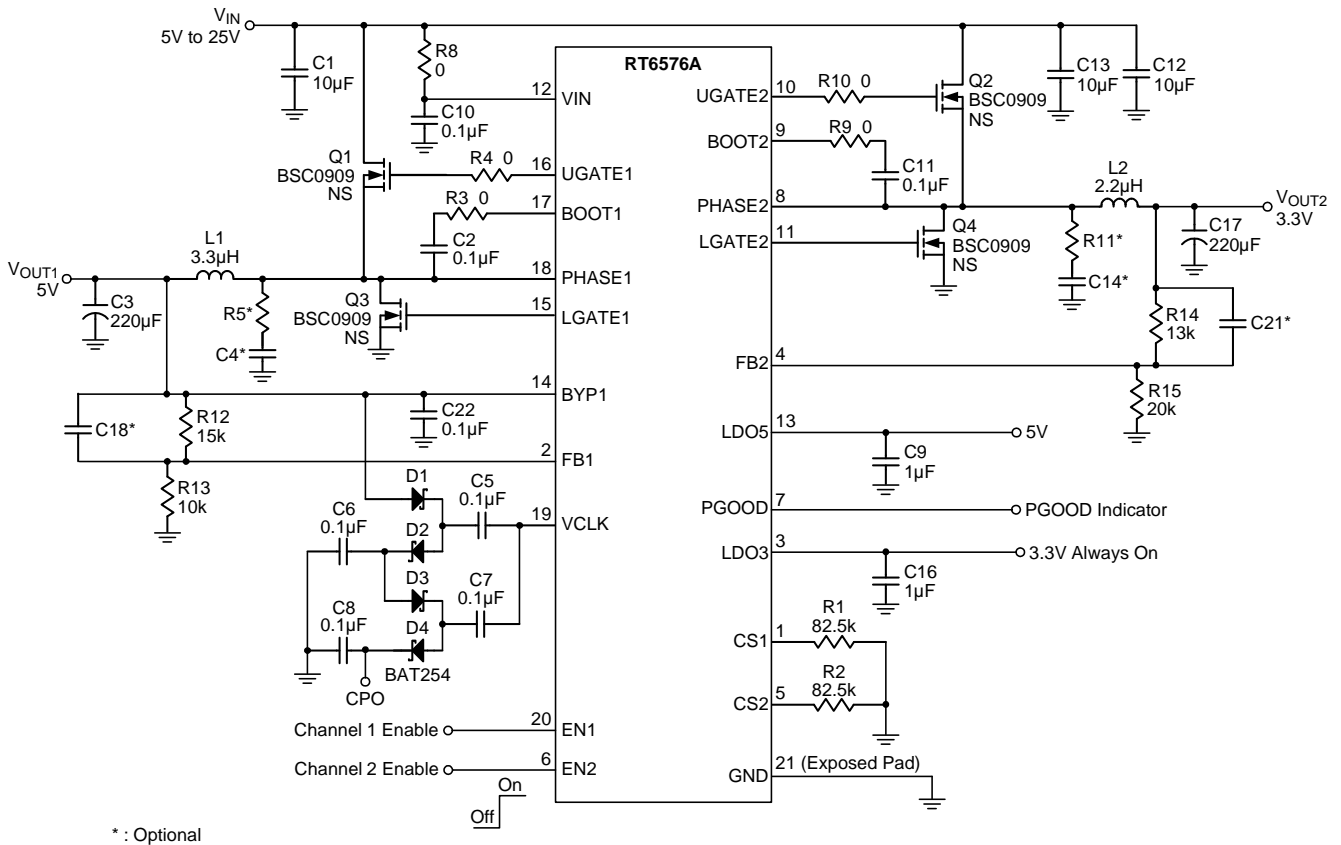 VIN
5V to 25V
C1
10µF
R8
0
C10
0.1µF
12
VIN
RT6576A
UGATE2
10
R10 0
Q2
BSC0909
NS
C13
10µF
C12
10µF
BOOT2
9
R9 0
C11
0.1µF
Q1
BSC0909
NS
R4 0
16
UGATE1
R3 0
17
BOOT1
C2
0.1µF
PHASE2
8
L2
2.2µH
VOUT2
3.3V
LGATE2
11
Q4
BSC0909
NS
R11*
C14*
C17
220µF
VOUT1
5V
L1
3.3µH
18
PHASE1
C3
220µF
R5*
C4*
Q3
BSC0909
NS
15
LGATE1
R14
13k
C21*
FB2
4
R15
20k
14
BYP1
C22
0.1µF
C18*
R12
15k
2
FB1
R13
10k
LDO5
13
5V
C9
1µF
D1
C5
0.1µF
19
VCLK
C6
0.1µF
D2
D3
C7
0.1µF
C8
0.1µF
D4
BAT254
CPO
PGOOD
7
PGOOD Indicator
LDO3
3
3.3V Always On
C16
1µF
CS1
1
R1
82.5k
CS2
5
R2
82.5k
Channel 1 Enable
20
EN1
Channel 2 Enable
6
EN2
GND
21 (Exposed Pad)
On
Off
* : Optional